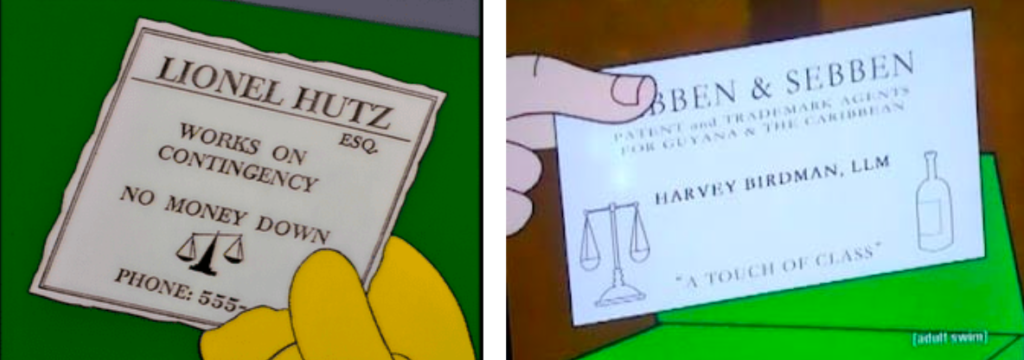 LIONEL HUTZ
ESQ.
WORKS ON
CONTINGENCY
NO MONEY DOWN
PHONE: 555-
BBEN & SEBBEN
PATENT and TRADEMARK AGENTS
FOR GUYANA & THE CARIBBEAN
HARVEY BIRDMAN, LLM
"A TOUCH OF CLASS"
[adult swim]